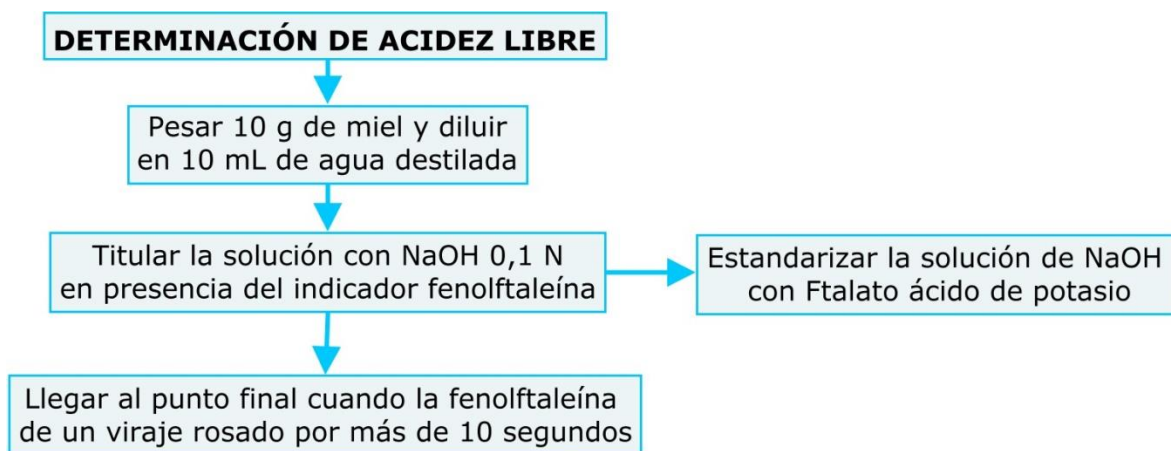 DETERMINACIÓN DE ACIDEZ LIBRE
Pesar 10 g de miel y diluir
en 10 mL de agua destilada
Titular la solución con NaOH 0,1 N
en presencia del indicador fenolftaleína
Estandarizar la solución de NaOH
con Ftalato ácido de potasio
Llegar al punto final cuando la fenolftaleína
de un viraje rosado por más de 10 segundos